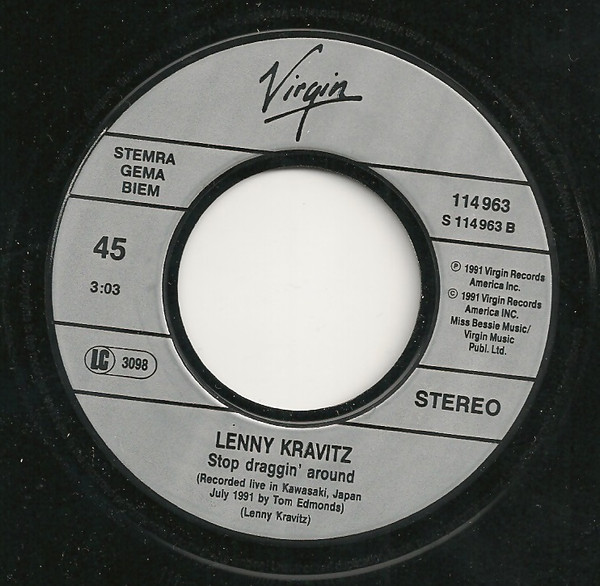 Virgin
STEMRA
GEMA
BIEM
114 963
S 114 963 B
45
3:03
℗ 1991 Virgin Records
America Inc.
© 1991 Virgin Records
America INC.
Miss Bessie Music/
Virgin Music
Publ. Ltd.
LC 3098
STEREO
LENNY KRAVITZ
Stop draggin' around
(Recorded live in Kawasaki, Japan
July 1991 by Tom Edmonds)
(Lenny Kravitz)